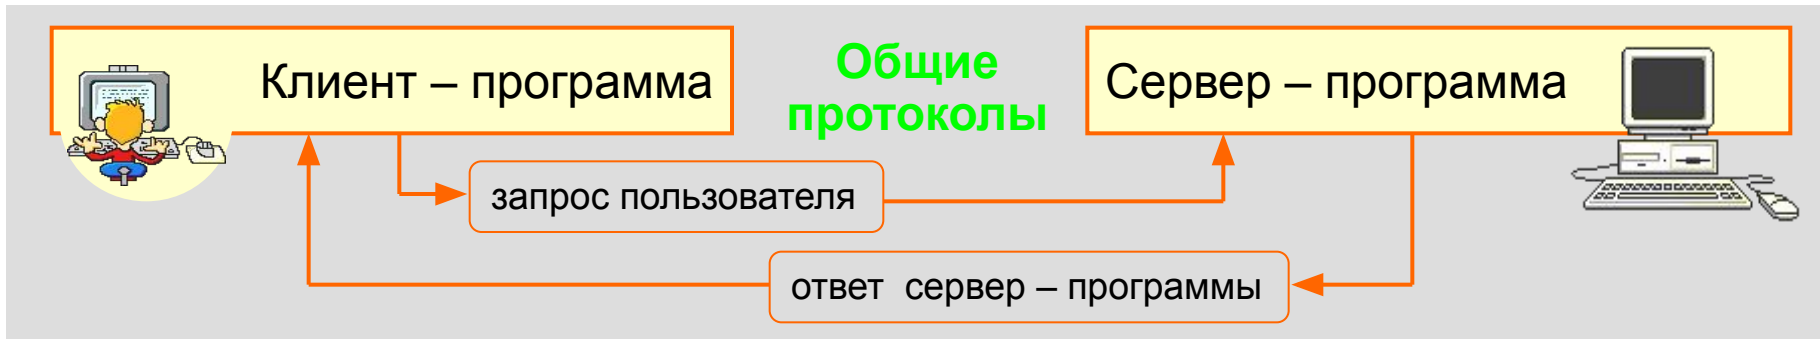 Клиент – программа
Общие
протоколы
Сервер – программа
запрос пользователя
ответ сервер – программы